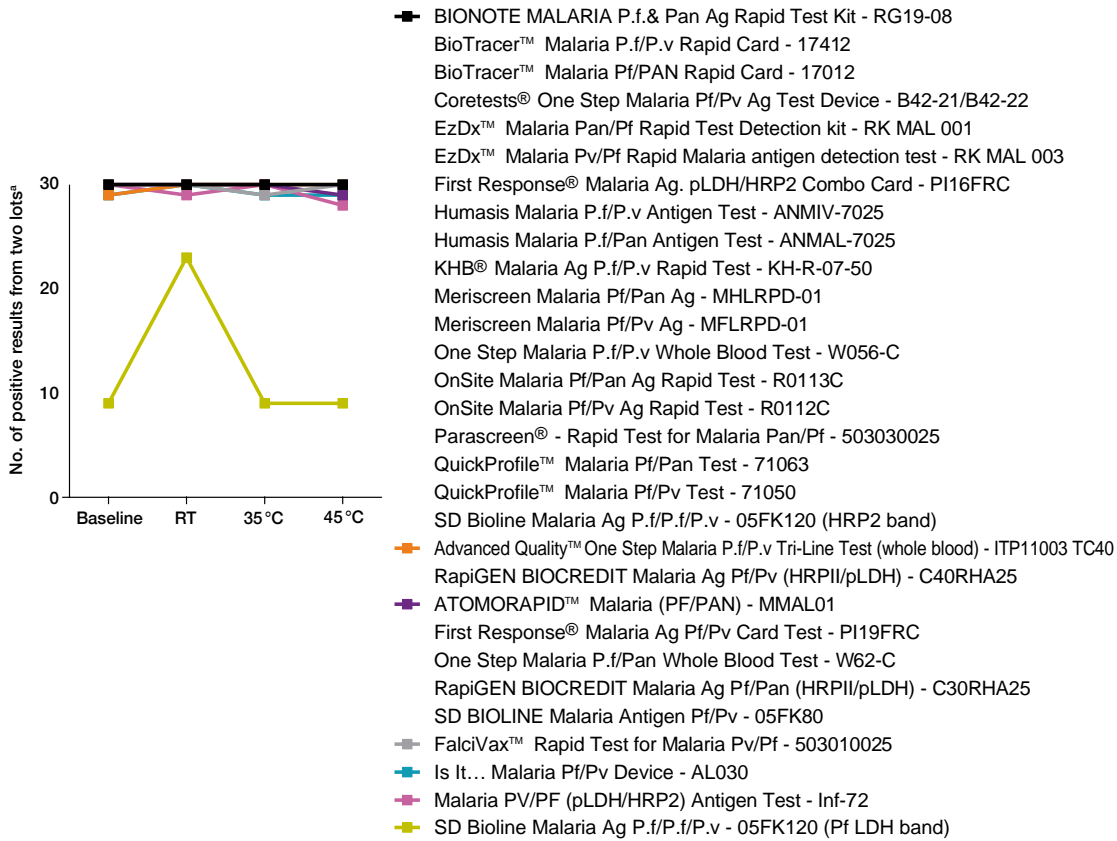 BIONOTE MALARIA P.f.& Pan Ag Rapid Test Kit - RG19-08
BioTracer™ Malaria P.f/P.v Rapid Card - 17412
BioTracer™ Malaria Pf/PAN Rapid Card - 17012
Coretests® One Step Malaria Pf/Pv Ag Test Device - B42-21/B42-22
EzDx™ Malaria Pan/Pf Rapid Test Detection kit - RK MAL 001
EzDx™ Malaria Pv/Pf Rapid Malaria antigen detection test - RK MAL 003
First Response® Malaria Ag. pLDH/HRP2 Combo Card - PI16FRC
Humasis Malaria P.f/P.v Antigen Test - ANMIV-7025
Humasis Malaria P.f/Pan Antigen Test - ANMAL-7025
KHB® Malaria Ag P.f/P.v Rapid Test - KH-R-07-50
Meriscreen Malaria Pf/Pan Ag - MHLRPD-01
Meriscreen Malaria Pf/Pv Ag - MFLRPD-01
One Step Malaria P.f/P.v Whole Blood Test - W056-C
OnSite Malaria Pf/Pan Ag Rapid Test - R0113C
OnSite Malaria Pf/Pv Ag Rapid Test - R0112C
Parascreen® - Rapid Test for Malaria Pan/Pf - 503030025
QuickProfile™ Malaria Pf/Pan Test - 71063
QuickProfile™ Malaria Pf/Pv Test - 71050
SD Bioline Malaria Ag P.f/P.f/P.v - 05FK120 (HRP2 band)
Advanced Quality™ One Step Malaria P.f/P.v Tri-Line Test (whole blood) - ITP11003 TC40
RapiGEN BIOCREDIT Malaria Ag Pf/Pv (HRPII/pLDH) - C40RHA25
ATOMORAPID™ Malaria (PF/PAN) - MMAL01
First Response® Malaria Ag Pf/Pv Card Test - PI19FRC
One Step Malaria P.f/Pan Whole Blood Test - W62-C
RapiGEN BIOCREDIT Malaria Ag Pf/Pan (HRPII/pLDH) - C30RHA25
SD BIOLINE Malaria Antigen Pf/Pv - 05FK80
FalciVax™ Rapid Test for Malaria Pv/Pf - 503010025
Is It… Malaria Pf/Pv Device - AL030
Malaria PV/PF (pLDH/HRP2) Antigen Test - Inf-72
SD Bioline Malaria Ag P.f/P.f/P.v - 05FK120 (Pf LDH band)
No. of positive results from two lotsᵃ
30
20
10
0
Baseline RT 35 °C 45 °C